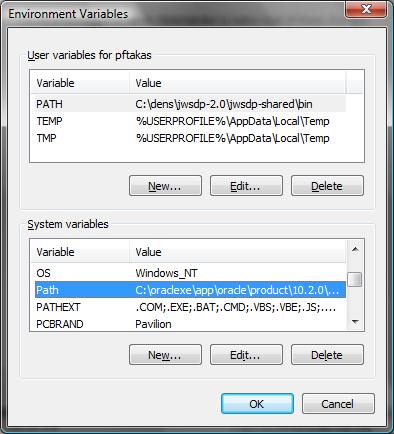 Environment Variables
User variables for pftakas
Variable Value
PATH C:\dens\jwsdp-2.0\jwsdp-shared\bin
TEMP %USERPROFILE%\AppData\Local\Temp
TMP %USERPROFILE%\AppData\Local\Temp
New... Edit... Delete
System variables
Variable Value
OS Windows_NT
Path C:\oraclexe\app\oracle\product\10.2.0\...
PATHEXT .COM;.EXE;.BAT;.CMD;.VBS;.VBE;.JS;....
PCBRAND Pavilion
New... Edit... Delete
OK Cancel